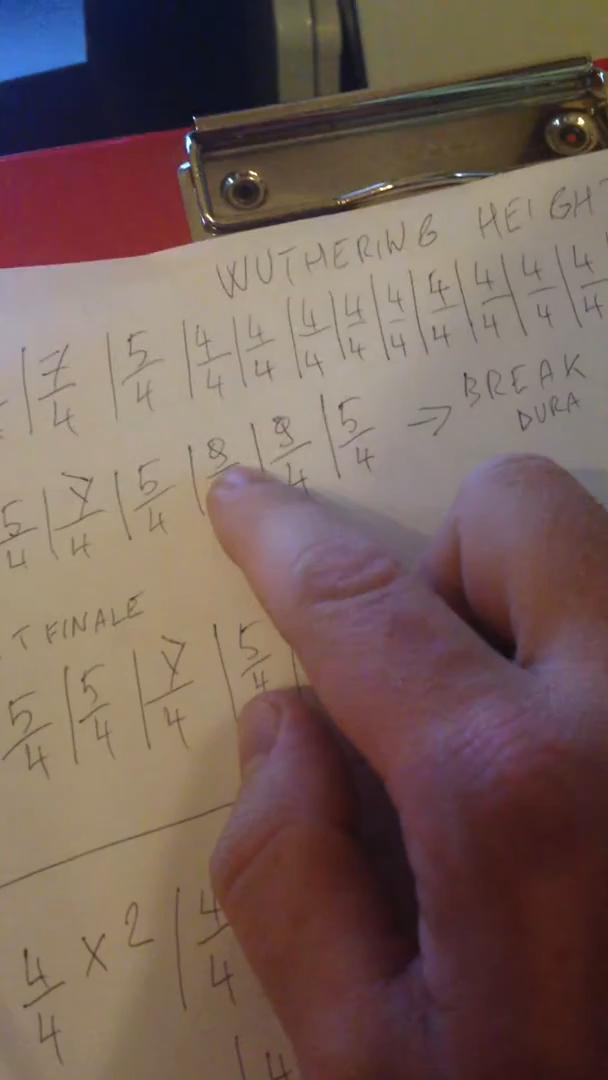 WUTHERING HEIGHT
| 7/4 | 5/4 | 4/4 | 4/4 | 4/4 | 4/4 | 4/4 | 4/4 | 4/4 | 4/4 | 4/4
5/4 | 7/4 | 5/4 | 8 | 9/4 | 5/4 → BREAK
DURA
T FINALE
5/4 | 5/4 | 7/4 | 5/4 |
4/4 x 2 | 4/4
| 4